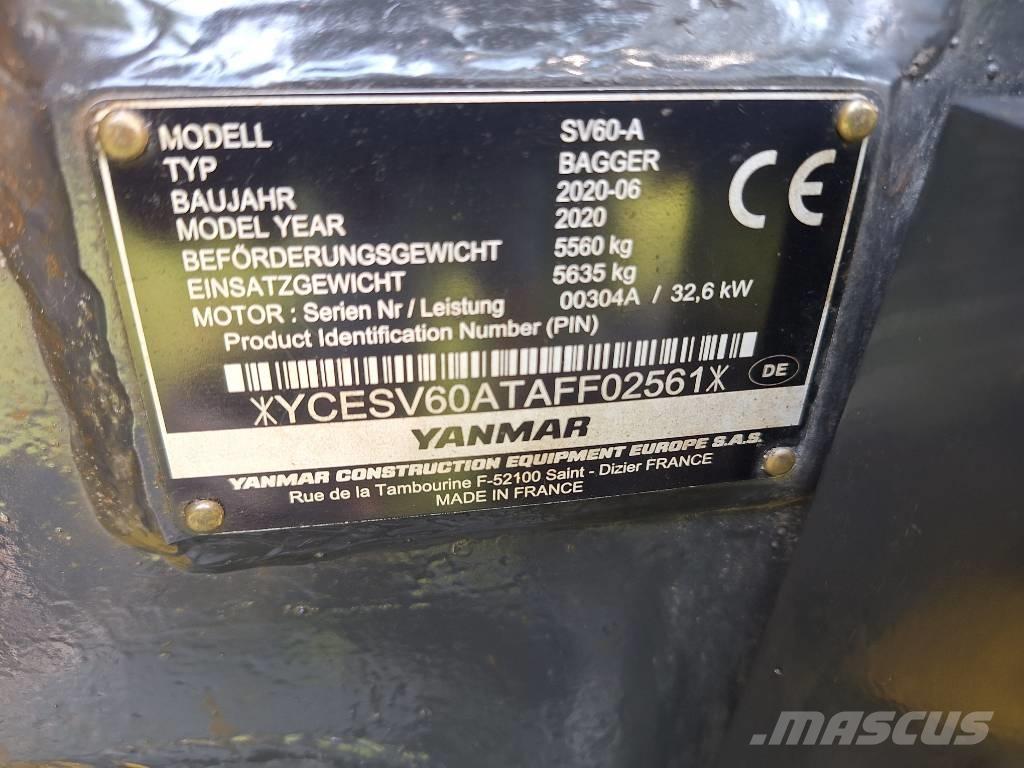 MODELL SV60-A
TYP BAGGER
BAUJAHR 2020-06
MODEL YEAR 2020
BEFÖRDERUNGSGEWICHT 5560 kg
EINSATZGEWICHT 5635 kg
MOTOR : Serien Nr / Leistung 00304A / 32,6 kW
Product Identification Number (PIN)
CE
DE
*YCESV60ATAFF02561*
YANMAR
YANMAR CONSTRUCTION EQUIPMENT EUROPE S.A.S.
Rue de la Tambourine F-52100 Saint - Dizier FRANCE
MADE IN FRANCE
MASCUS